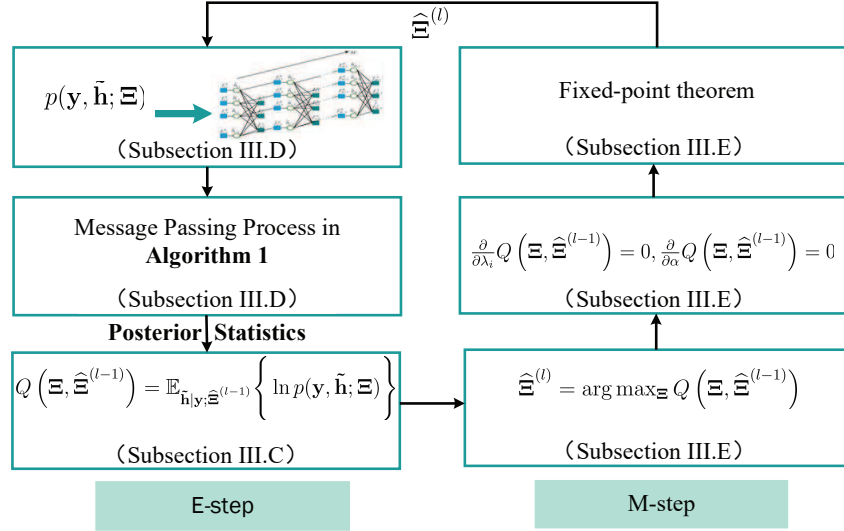 Ξ̂^(l)
p(y, h̃; Ξ)
(Subsection III.D)
Message Passing Process in
Algorithm 1
(Subsection III.D)
Posterior Statistics
Q (Ξ, Ξ̂^(l-1)) = 𝔼_{h̃|y;Ξ̂^(l-1)} { ln p(y, h̃; Ξ) }
(Subsection III.C)
E-step
Fixed-point theorem
(Subsection III.E)
∂/∂λ_i Q (Ξ, Ξ̂^(l-1)) = 0, ∂/∂α Q (Ξ, Ξ̂^(l-1)) = 0
(Subsection III.E)
Ξ̂^(l) = arg max_Ξ Q (Ξ, Ξ̂^(l-1))
(Subsection III.E)
M-step